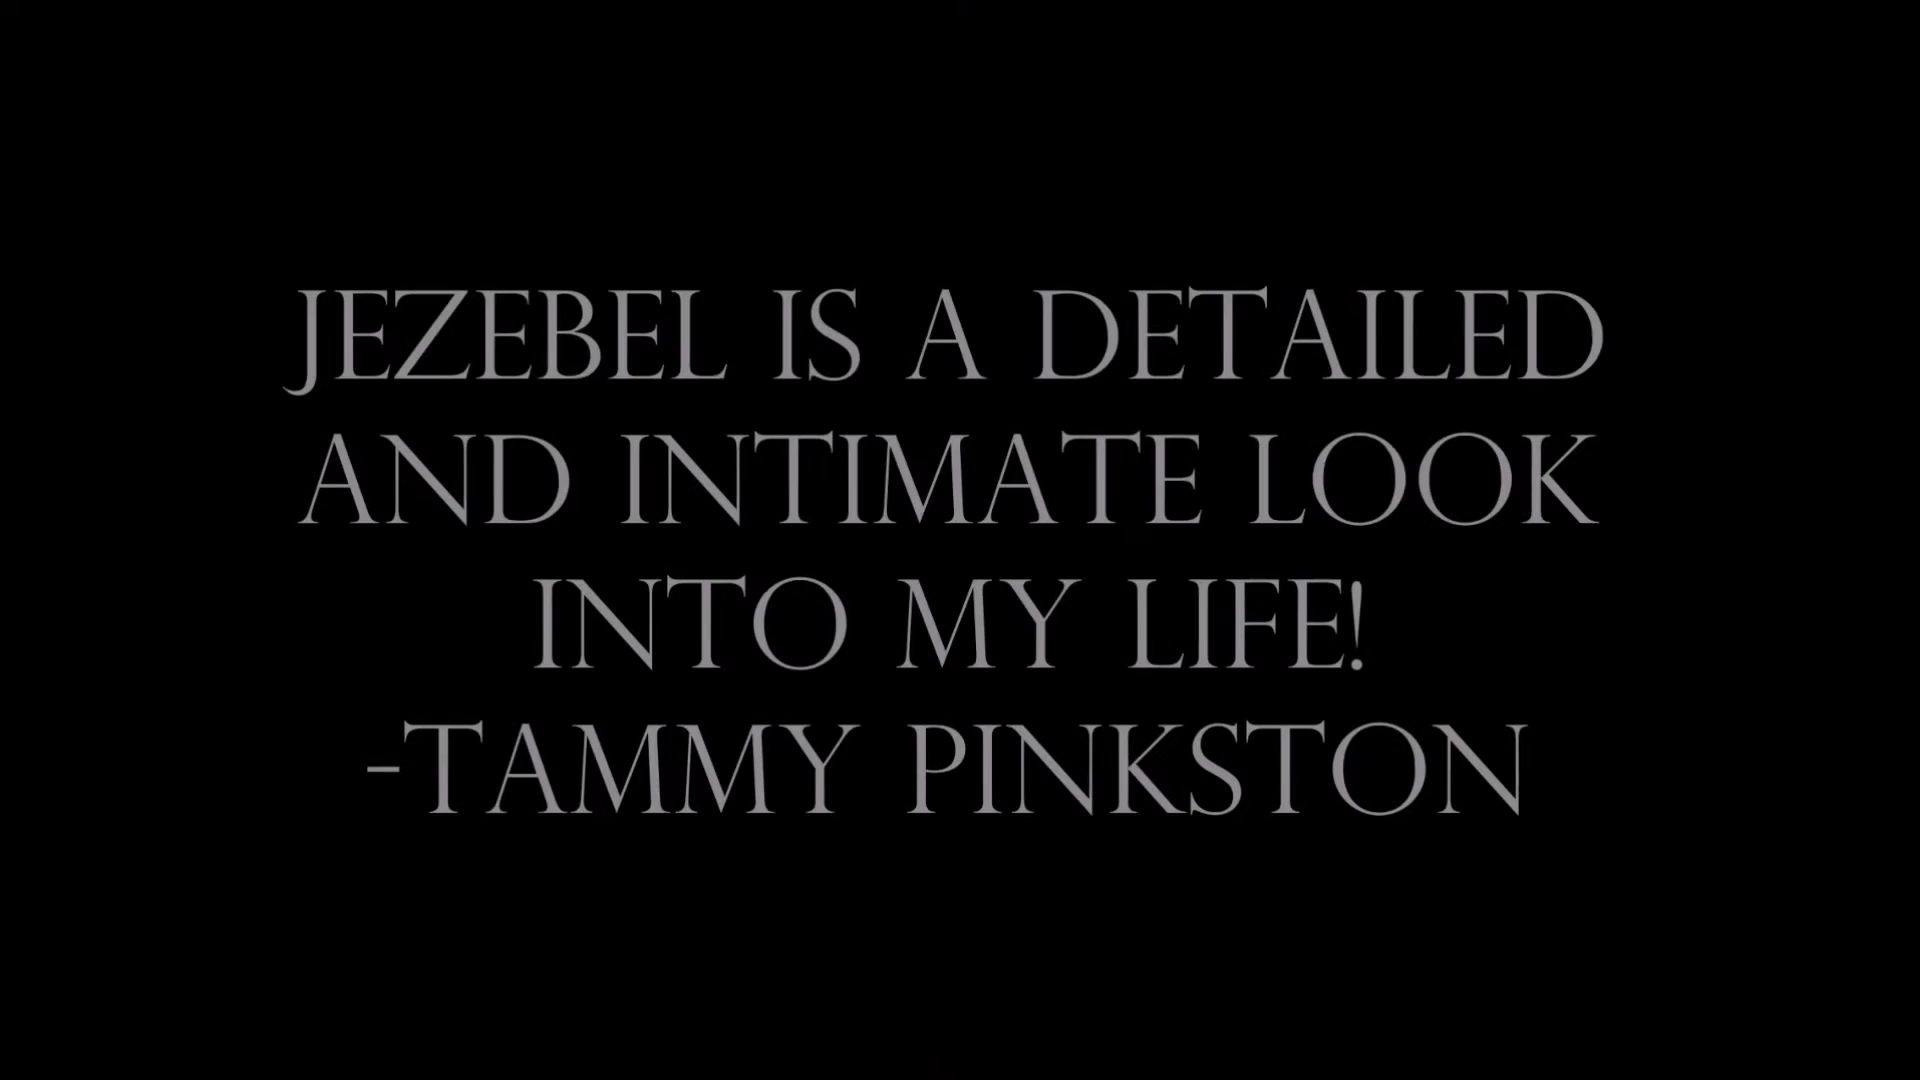 JEZEBEL IS A DETAILED
AND INTIMATE LOOK
INTO MY LIFE!
-TAMMY PINKSTON